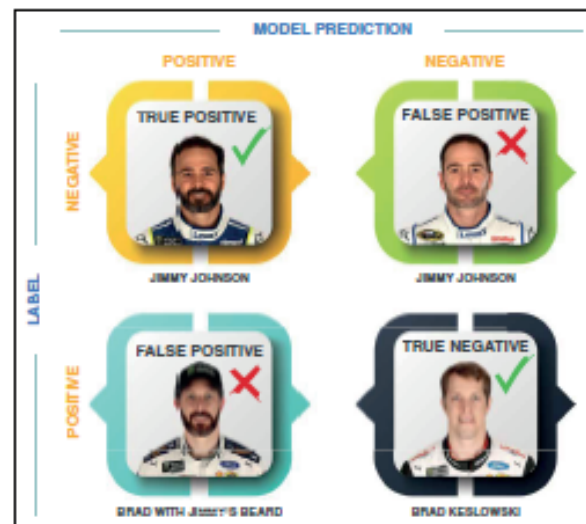 MODEL PREDICTION
POSITIVE
NEGATIVE
LABEL
NEGATIVE
TRUE POSITIVE
JIMMY JOHNSON
FALSE POSITIVE
JIMMY JOHNSON
POSITIVE
FALSE POSITIVE
BRAD WITH JIMMY'S BEARD
TRUE NEGATIVE
BRAD KESLOWSKI